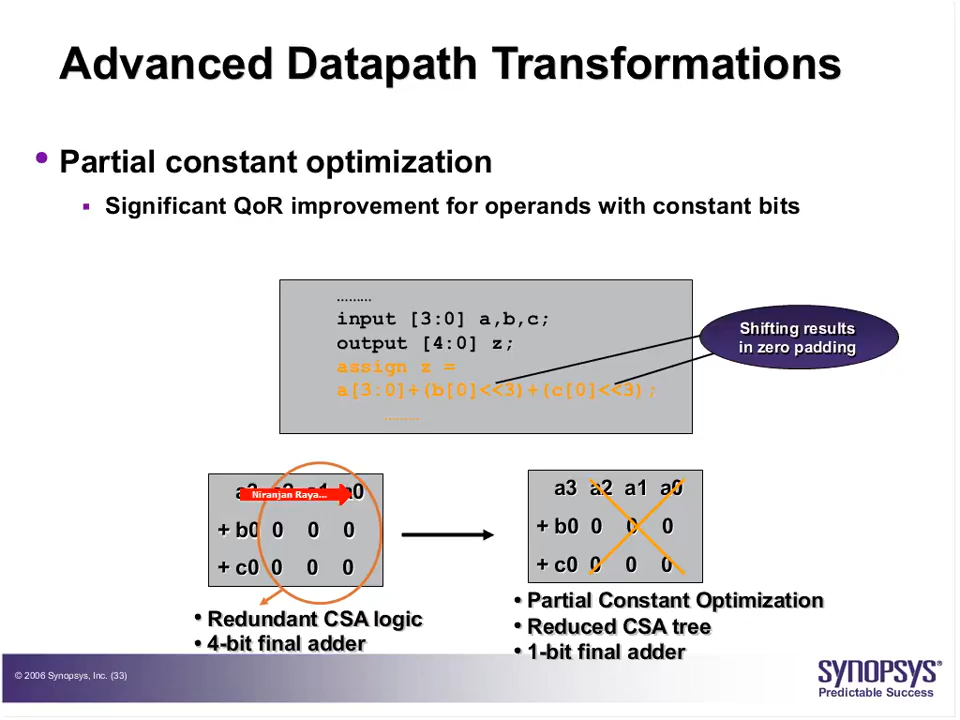 Advanced Datapath Transformations
• Partial constant optimization
▪ Significant QoR improvement for operands with constant bits
.........
input [3:0] a,b,c;
output [4:0] z;
assign z =
a[3:0]+(b[0]<<3)+(c[0]<<3);
.........
Shifting results
in zero padding
Niranjan Raya...
a0
+ b0 0 0 0
+ c0 0 0 0
a3 a2 a1 a0
+ b0 0 0 0
+ c0 0 0 0
• Redundant CSA logic
• 4-bit final adder
• Partial Constant Optimization
• Reduced CSA tree
• 1-bit final adder
© 2006 Synopsys, Inc. (33)
SYNOPSYS®
Predictable Success